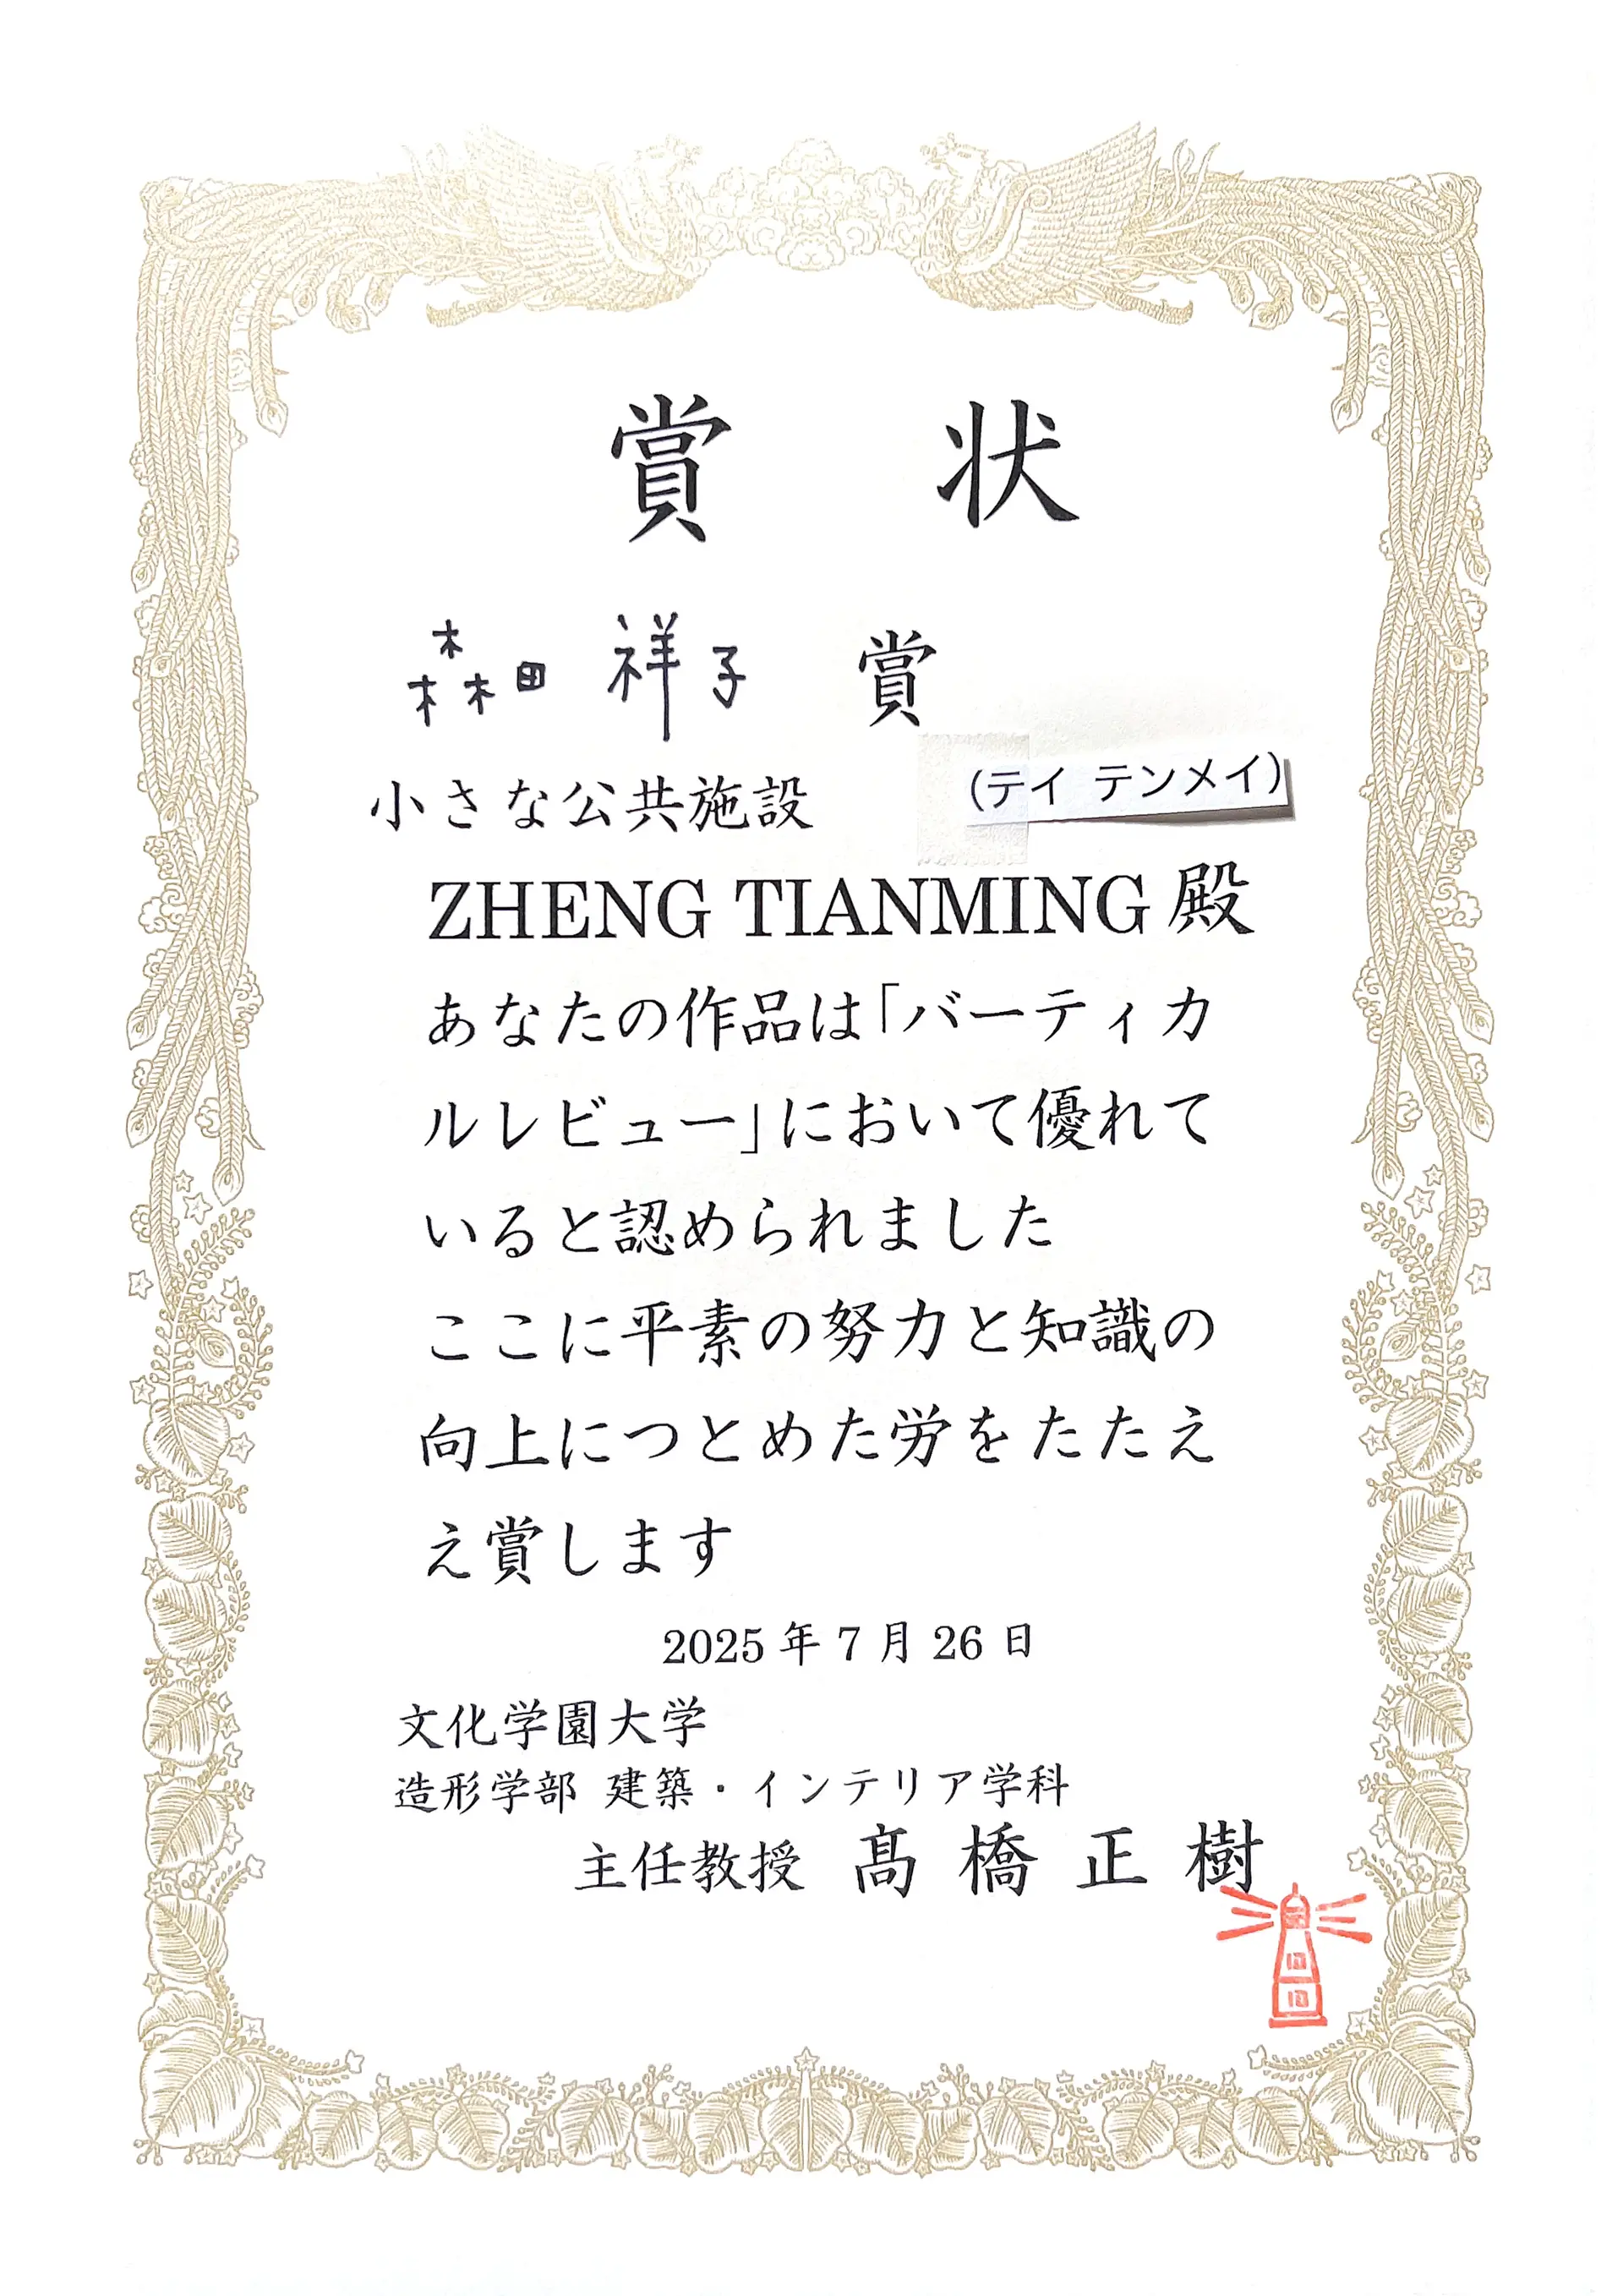 賞 状
森田 祥子 賞
(テイ テンメイ)
小さな公共施設
ZHENG TIANMING 殿
あなたの作品は「バーティカ
ルレビュー」において優れて
いると認められました
ここに平素の努力と知識の
向上につとめた労をたたえ
え賞します
2025 年 7 月 26 日
文化学園大学
造形学部 建築・インテリア学科
主任教授 髙 橋 正 樹